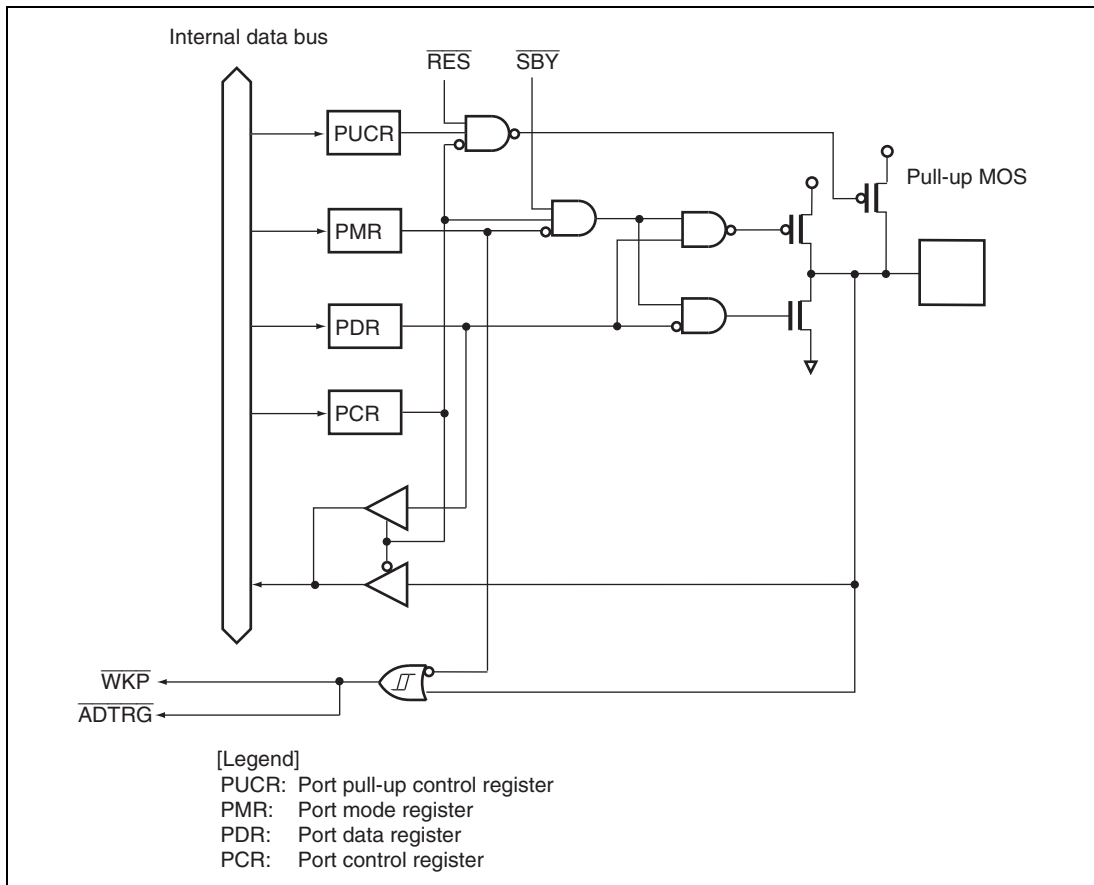 Internal data bus
RES
SBY
PUCR
Pull-up MOS
PMR
PDR
PCR
WKP
ADTRG
[Legend]
PUCR: Port pull-up control register
PMR: Port mode register
PDR: Port data register
PCR: Port control register